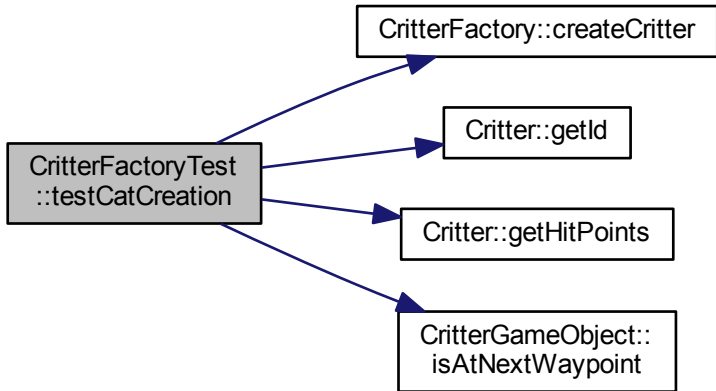 CritterFactoryTest
::testCatCreation
CritterFactory::createCritter
Critter::getId
Critter::getHitPoints
CritterGameObject::
isAtNextWaypoint